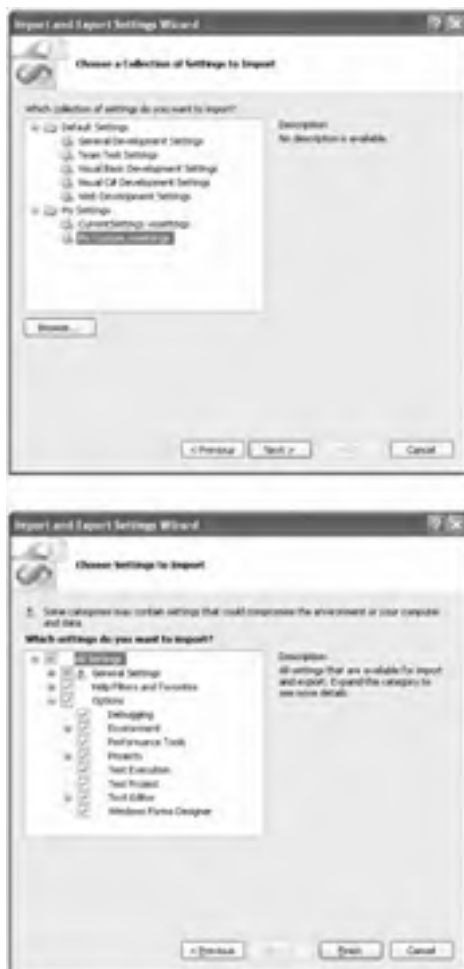 Import and Export Settings Wizard
Choose a Collection of Settings to Import
Which collection of settings do you want to import?
Default Settings
General Development Settings
Team Test Settings
Visual Basic Development Settings
Visual C# Development Settings
Web Development Settings
My Settings
CurrentSettings.vssettings
Description:
No description is available.
Browse...
< Previous
Next >
Cancel
Import and Export Settings Wizard
Choose Settings to Import
Some categories may contain settings that could compromise the environment or your computer
and data.
Which settings do you want to import?
All Settings
General Settings
Help Filters and Favorites
Options
Debugging
Environment
Performance Tools
Projects
Test Execution
Test Project
Text Editor
Windows Forms Designer
Description:
All settings that are available for import
and export. Expand the category to
see more details.
< Previous
Finish
Cancel